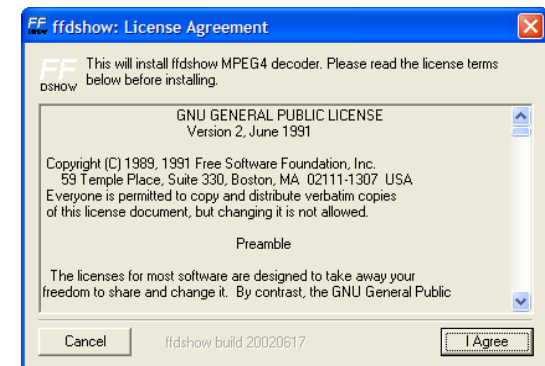 FF DSHOW ffdshow: License Agreement
FF
DSHOW
This will install ffdshow MPEG4 decoder. Please read the license terms
below before installing.
GNU GENERAL PUBLIC LICENSE
Version 2, June 1991
Copyright (C) 1989, 1991 Free Software Foundation, Inc.
59 Temple Place, Suite 330, Boston, MA  02111-1307  USA
Everyone is permitted to copy and distribute verbatim copies
of this license document, but changing it is not allowed.
Preamble
The licenses for most software are designed to take away your
freedom to share and change it.  By contrast, the GNU General Public
Cancel
ffdshow build 20020617
I Agree